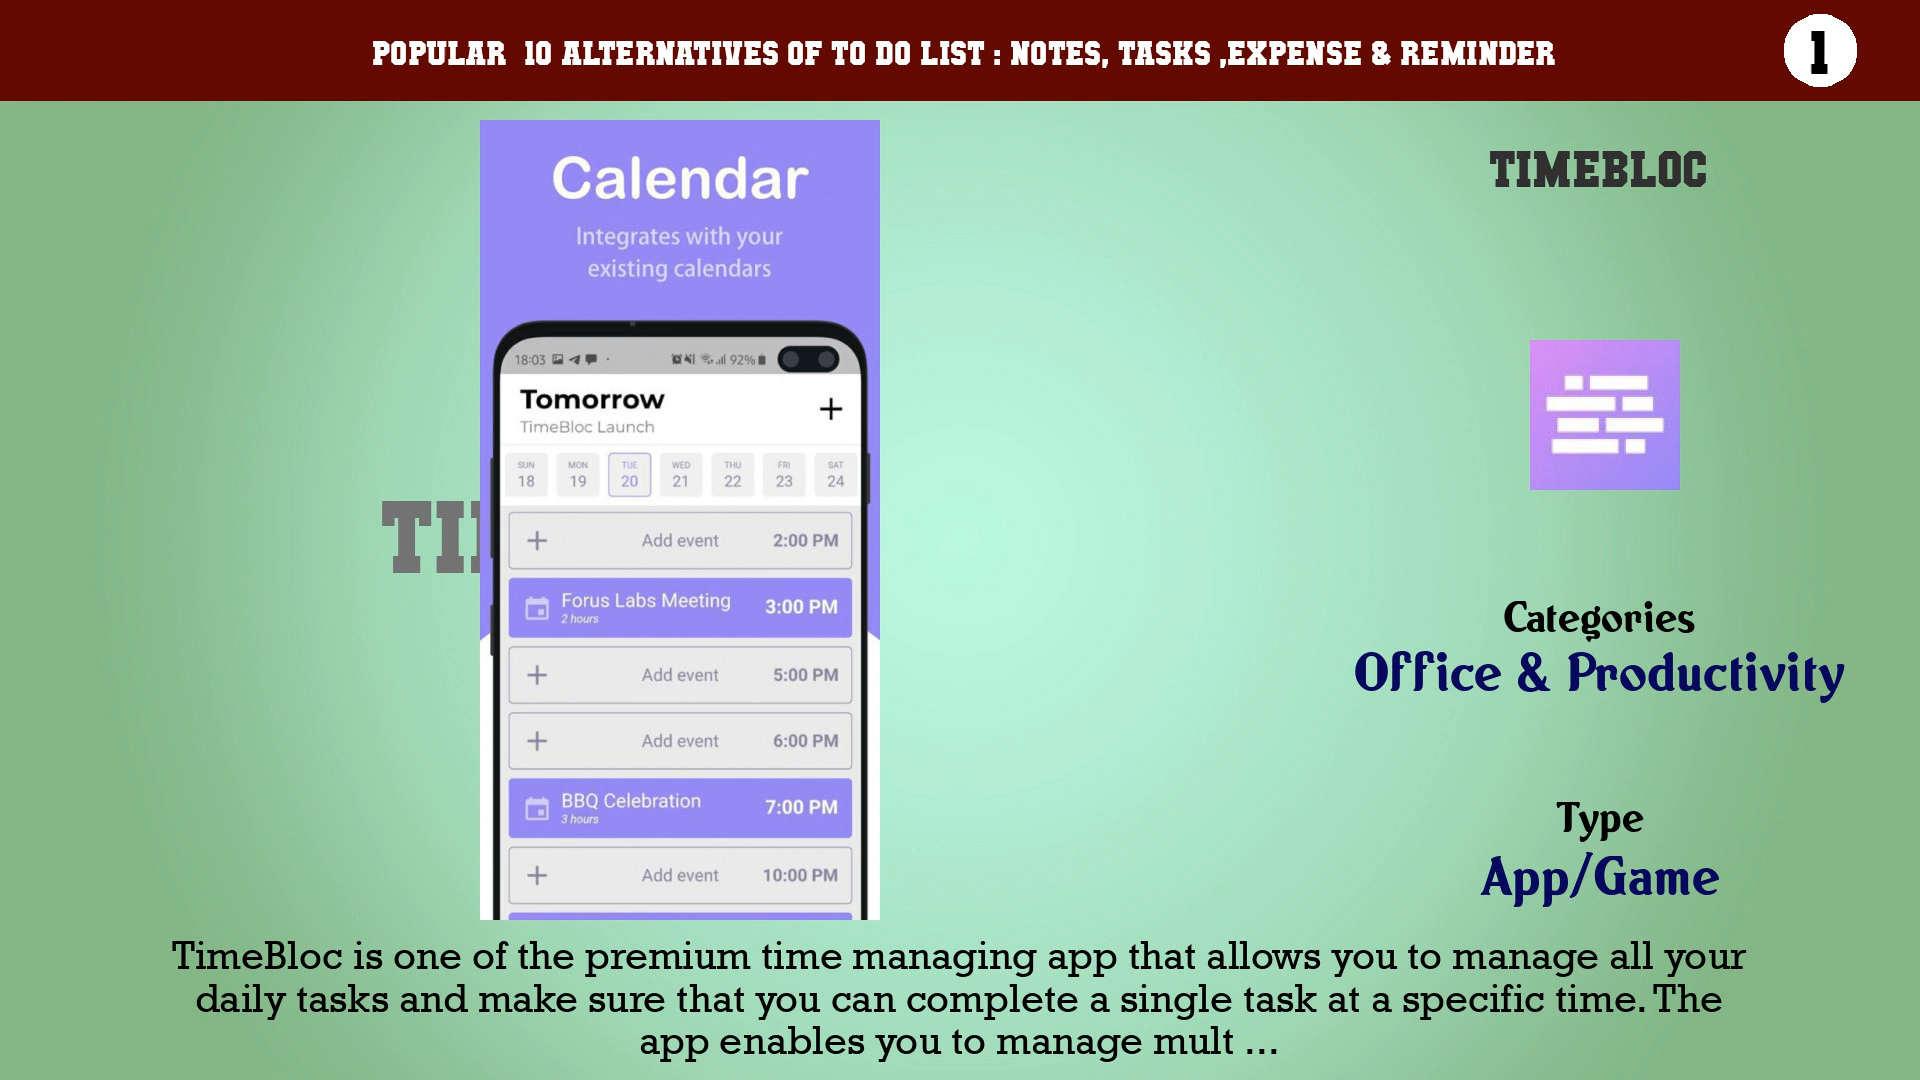 POPULAR 10 ALTERNATIVES OF TO DO LIST : NOTES, TASKS ,EXPENSE & REMINDER
1
TIMEBLOC
Calendar
Integrates with your
existing calendars
18:03
92%
Tomorrow
TimeBloc Launch
SUN MON TUE WED THU FRI SAT
18 19 20 21 22 23 24
Add event 2:00 PM
Forus Labs Meeting 3:00 PM
2 hours
Add event 5:00 PM
Add event 6:00 PM
BBQ Celebration 7:00 PM
3 hours
Add event 10:00 PM
Categories
Office & Productivity
Type
App/Game
TimeBloc is one of the premium time managing app that allows you to manage all your
daily tasks and make sure that you can complete a single task at a specific time. The
app enables you to manage mult ...